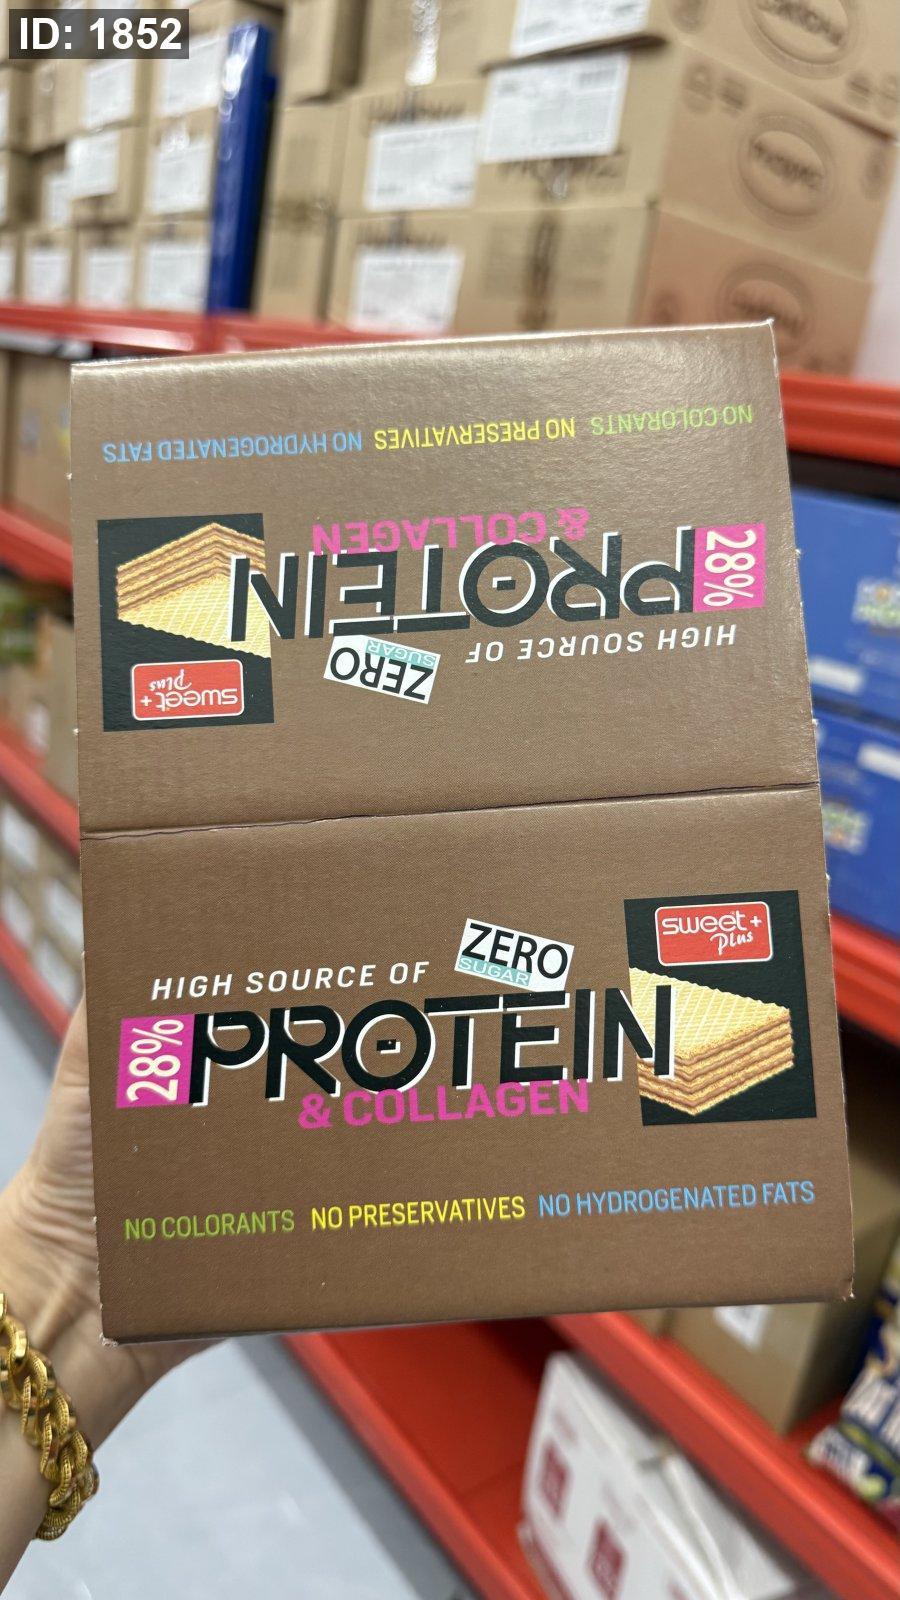 ID: 1852
NO COLORANTS NO PRESERVATIVES NO HYDROGENATED FATS
& COLLAGEN
28% PROTEIN
HIGH SOURCE OF
ZERO
SUGAR
sweet+
Plus
sweet+
Plus
ZERO
SUGAR
HIGH SOURCE OF
28% PROTEIN
& COLLAGEN
NO COLORANTS NO PRESERVATIVES NO HYDROGENATED FATS